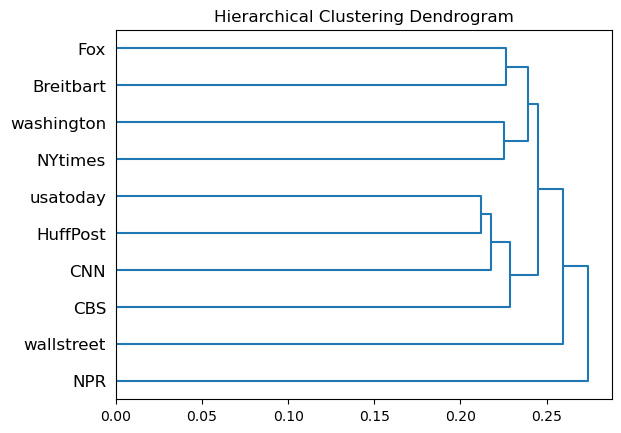 Hierarchical Clustering Dendrogram
Fox
Breitbart
washington
NYtimes
usatoday
HuffPost
CNN
CBS
wallstreet
NPR
0.00 0.05 0.10 0.15 0.20 0.25